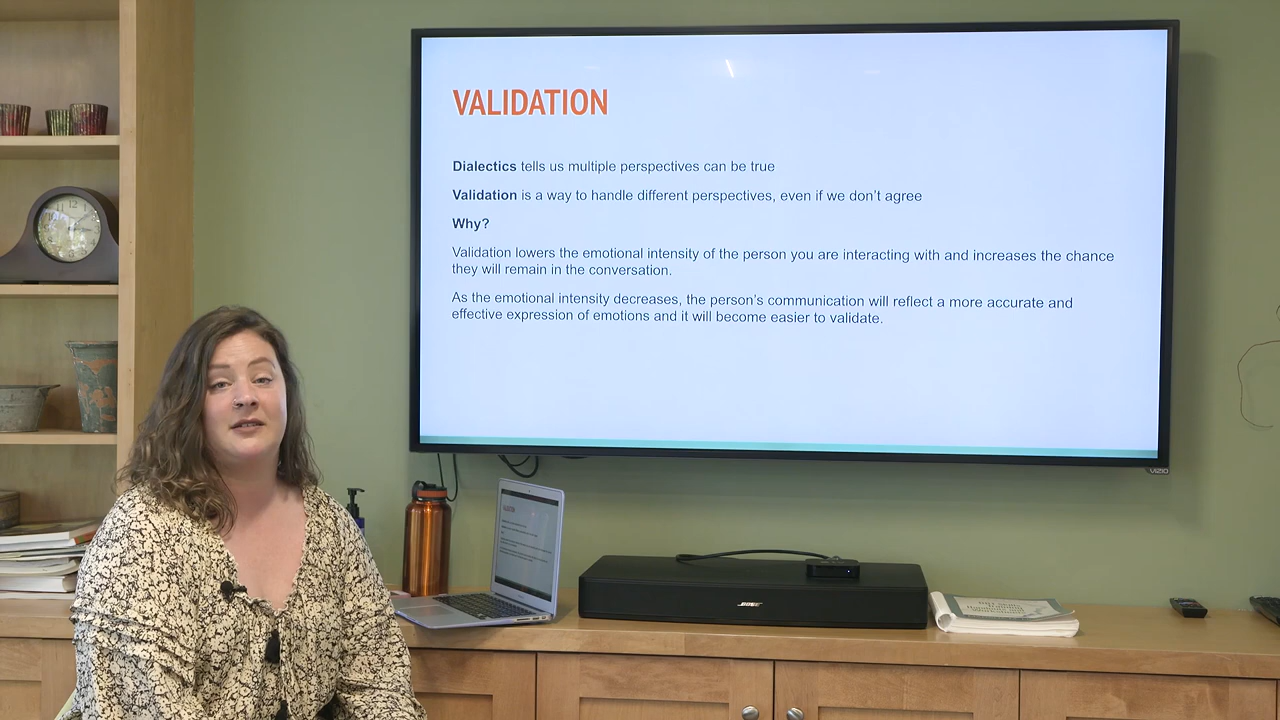 VALIDATION
Dialectics tells us multiple perspectives can be true
Validation is a way to handle different perspectives, even if we don't agree
Why?
Validation lowers the emotional intensity of the person you are interacting with and increases the chance
they will remain in the conversation.
As the emotional intensity decreases, the person's communication will reflect a more accurate and
effective expression of emotions and it will become easier to validate.
VIZIO
BOSE